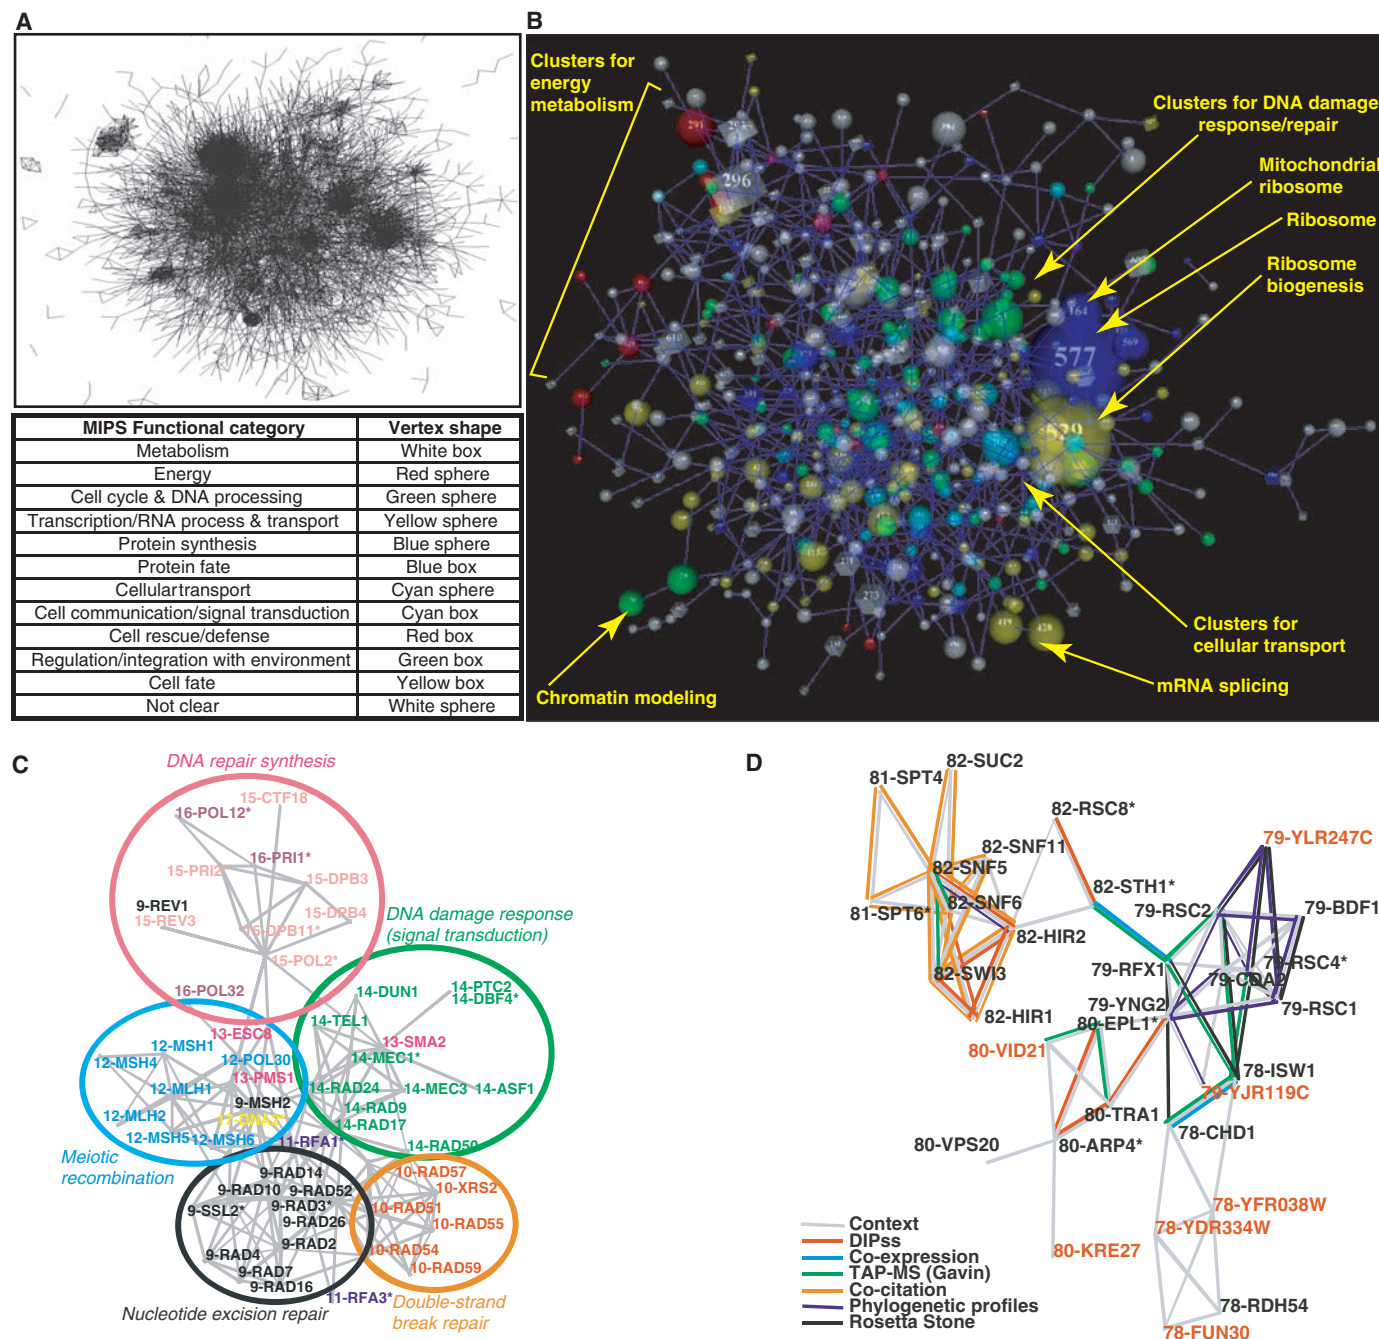 A
B
Clusters for
energy
metabolism
Clusters for DNA damage
response/repair
Mitochondrial
ribosome
Ribosome
Ribosome
biogenesis
296
164
577
569
529
273
419
428
Clusters for
cellular transport
mRNA splicing
Chromatin modeling
MIPS Functional category Vertex shape
Metabolism White box
Energy Red sphere
Cell cycle & DNA processing Green sphere
Transcription/RNA process & transport Yellow sphere
Protein synthesis Blue sphere
Protein fate Blue box
Cellulartransport Cyan sphere
Cell communication/signal transduction Cyan box
Cell rescue/defense Red box
Regulation/integration with environment Green box
Cell fate Yellow box
Not clear White sphere
C
DNA repair synthesis
15-CTF18
16-POL12*
16-PRI1*
15-PRI2*
15-DPB3
9-REV1
15-REV3
15-DPB4
15-DPB11*
15-POL2*
16-POL32
DNA damage response
(signal transduction)
14-DUN1
14-PTC2
14-DBF4*
14-TEL1
13-SMA2
14-MEC1*
14-RAD24
14-MEC3
14-ASF1
14-RAD9
14-RAD17
14-RAD50
13-ESC8
12-MSH1
12-MSH4
12-POL30
13-PMS1
12-MLH1
9-MSH2
12-MLH2
17-DNA2*
12-MSH5
12-MSH6
11-RFA1*
Meiotic
recombination
9-RAD14
9-RAD10
9-RAD52
9-SSL2*
9-RAD3*
9-RAD26
9-RAD2
9-RAD4
9-RAD7
9-RAD16
11-RFA3*
Nucleotide excision repair
10-RAD57
10-XRS2
10-RAD51
10-RAD55
10-RAD54
10-RAD59
Double-strand
break repair
D
82-SUC2
81-SPT4
82-RSC8*
82-SNF11
82-SNF5
79-YLR247C
82-STH1*
82-SNF6
81-SPT6*
79-RSC2
79-BDF1
82-HIR2
79-RSC4*
82-SWI3
79-RFX1
79-CDA2
79-YNG2
79-RSC1
82-HIR1
80-EPL1*
80-VID21
78-ISW1
79-YJR119C
80-TRA1
78-CHD1
80-VPS20
80-ARP4*
78-YFR038W
78-YDR334W
80-KRE27
78-RDH54
78-FUN30
Context
DIPss
Co-expression
TAP-MS (Gavin)
Co-citation
Phylogenetic profiles
Rosetta Stone